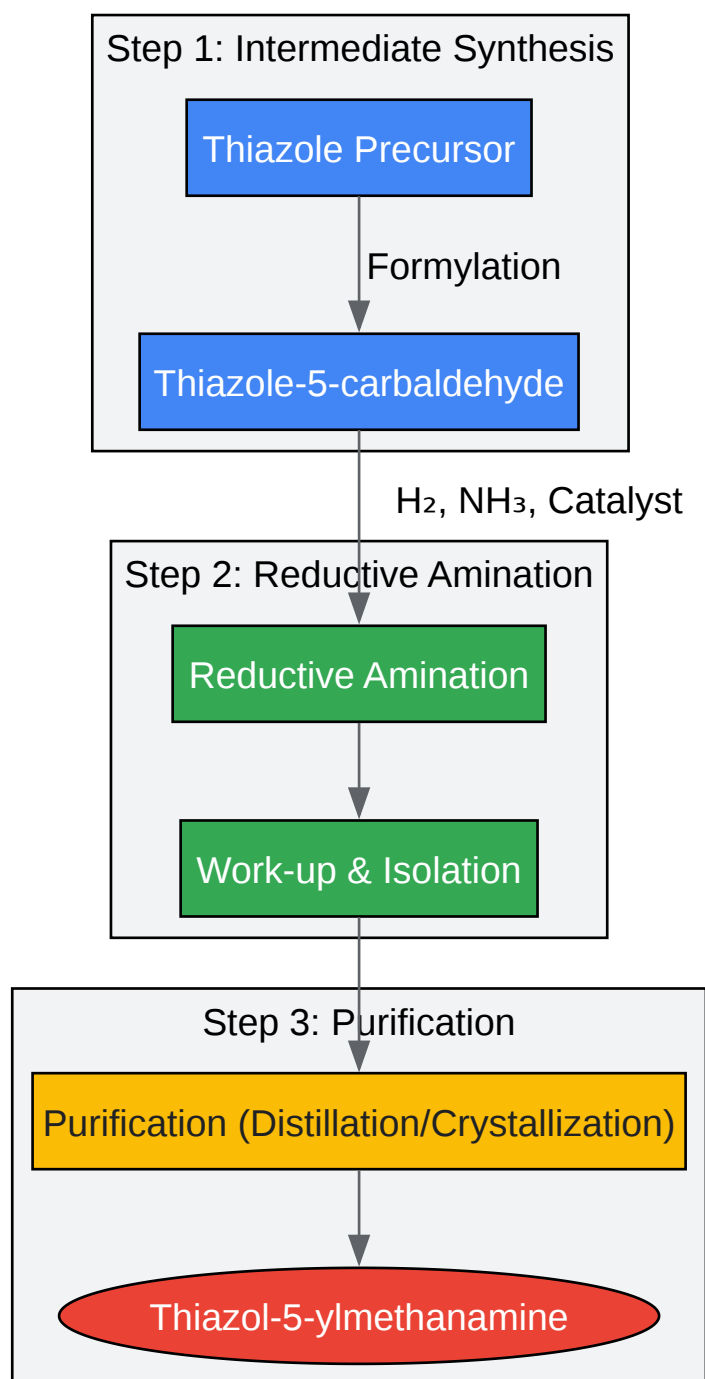 Step 1: Intermediate Synthesis
Thiazole Precursor
Formylation
Thiazole-5-carbaldehyde
H₂, NH₃, Catalyst
Step 2: Reductive Amination
Reductive Amination
Work-up & Isolation
Step 3: Purification
Purification (Distillation/Crystallization)
Thiazol-5-ylmethanamine